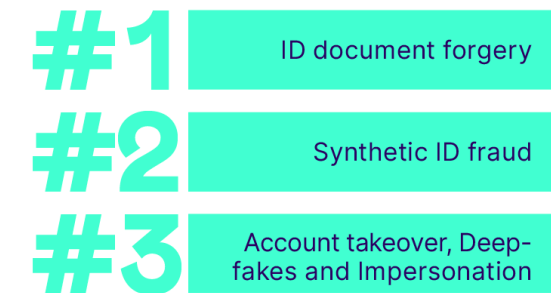 #1 ID document forgery
#2 Synthetic ID fraud
#3 Account takeover, Deep-
fakes and Impersonation